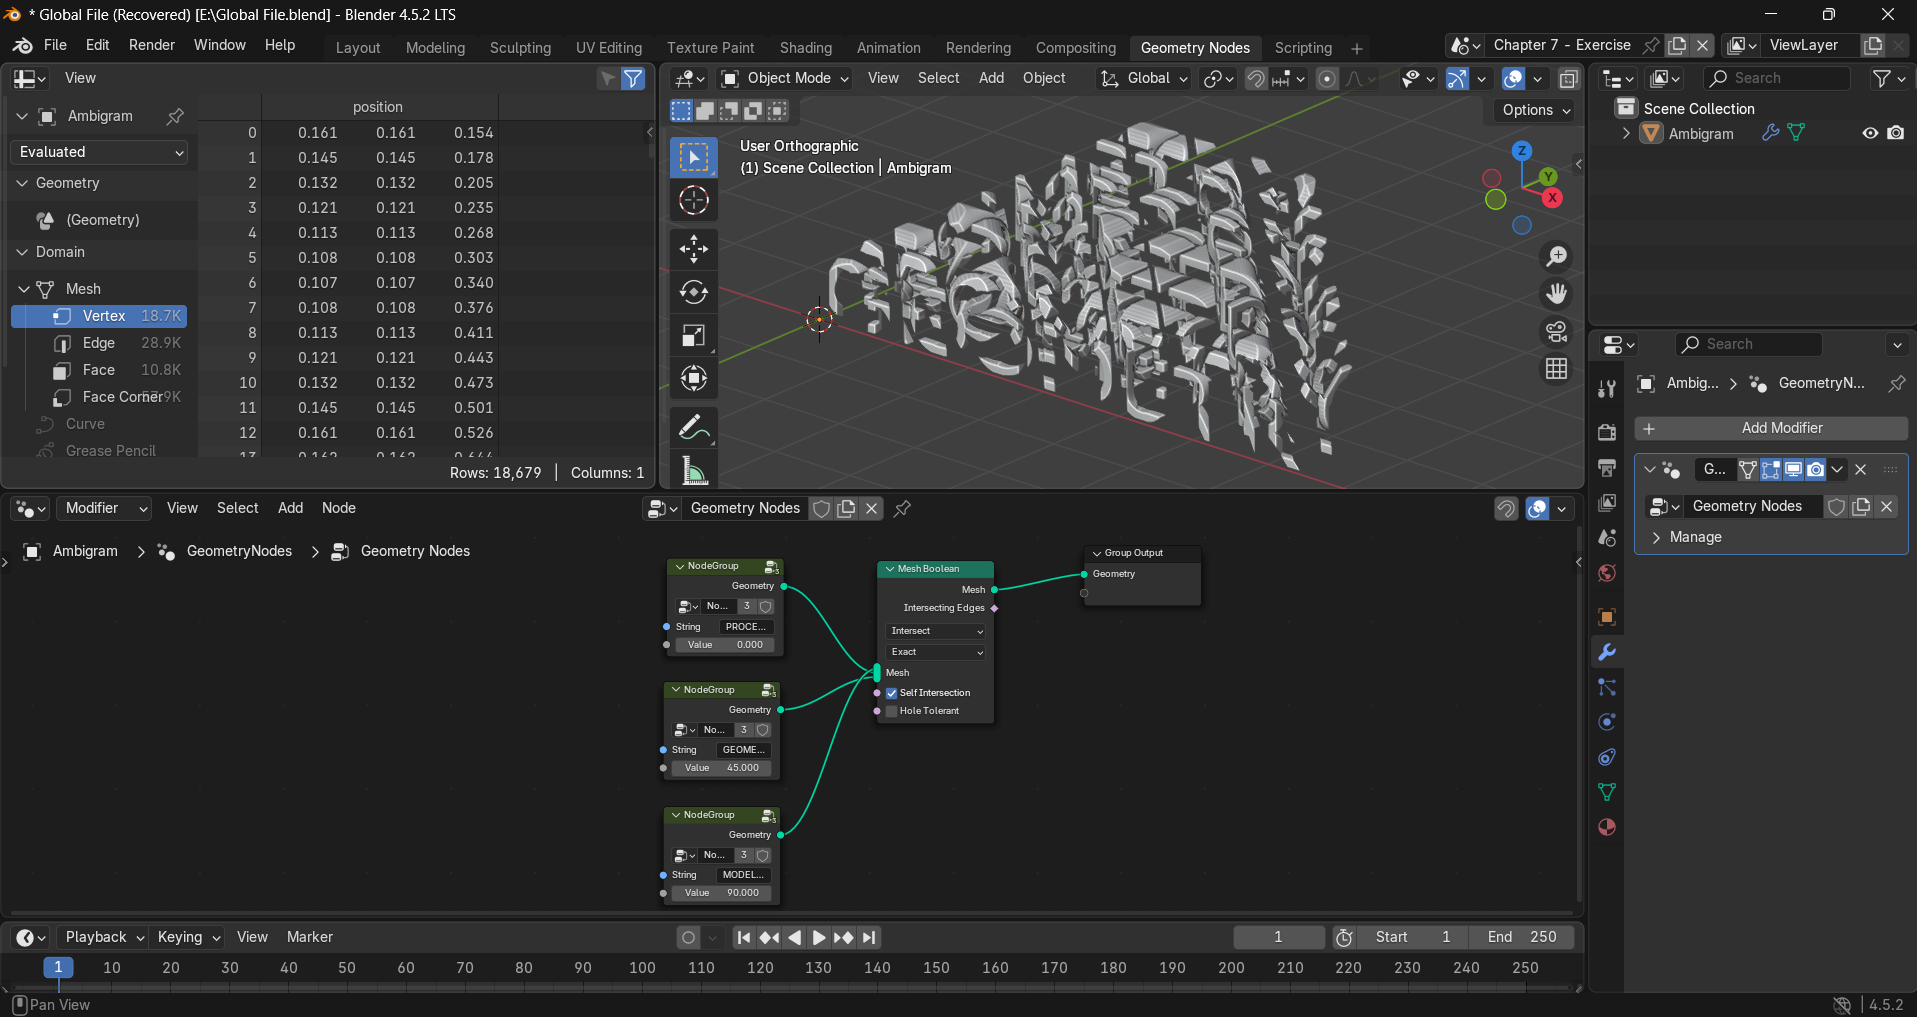 * Global File (Recovered) [E:\Global File.blend] - Blender 4.5.2 LTS
File Edit Render Window Help Layout Modeling Sculpting UV Editing Texture Paint Shading Animation Rendering Compositing Geometry Nodes Scripting Chapter 7 - Exercise ViewLayer
View
Ambigram
Evaluated
Geometry
(Geometry)
Domain
Mesh
Vertex 18.7K
Edge 28.9K
Face 10.8K
Face Corner
Curve
Grease Pencil
position
0 0.161 0.161 0.154
1 0.145 0.145 0.178
2 0.132 0.132 0.205
3 0.121 0.121 0.235
4 0.113 0.113 0.268
5 0.108 0.108 0.303
6 0.107 0.107 0.340
7 0.108 0.108 0.376
8 0.113 0.113 0.411
9 0.121 0.121 0.443
10 0.132 0.132 0.473
11 0.145 0.145 0.501
12 0.161 0.161 0.526
Rows: 18,679 | Columns: 1
Object Mode View Select Add Object Global
Options
User Orthographic
(1) Scene Collection | Ambigram
Z
Y
X
Search
Scene Collection
Ambigram
Search
Ambig... GeometryN...
Add Modifier
G...
Geometry Nodes
Manage
Modifier View Select Add Node Geometry Nodes
Ambigram GeometryNodes Geometry Nodes
NodeGroup
Geometry
No... 3
String PROCE...
Value 0.000
NodeGroup
Geometry
No... 3
String GEOME...
Value 45.000
NodeGroup
Geometry
No... 3
String MODEL...
Value 90.000
Mesh Boolean
Mesh
Intersecting Edges
Intersect
Exact
Mesh
Self Intersection
Hole Tolerant
Group Output
Geometry
Playback Keying View Marker 1 Start 1 End 250
1 10 20 30 40 50 60 70 80 90 100 110 120 130 140 150 160 170 180 190 200 210 220 230 240 250
Pan View 4.5.2